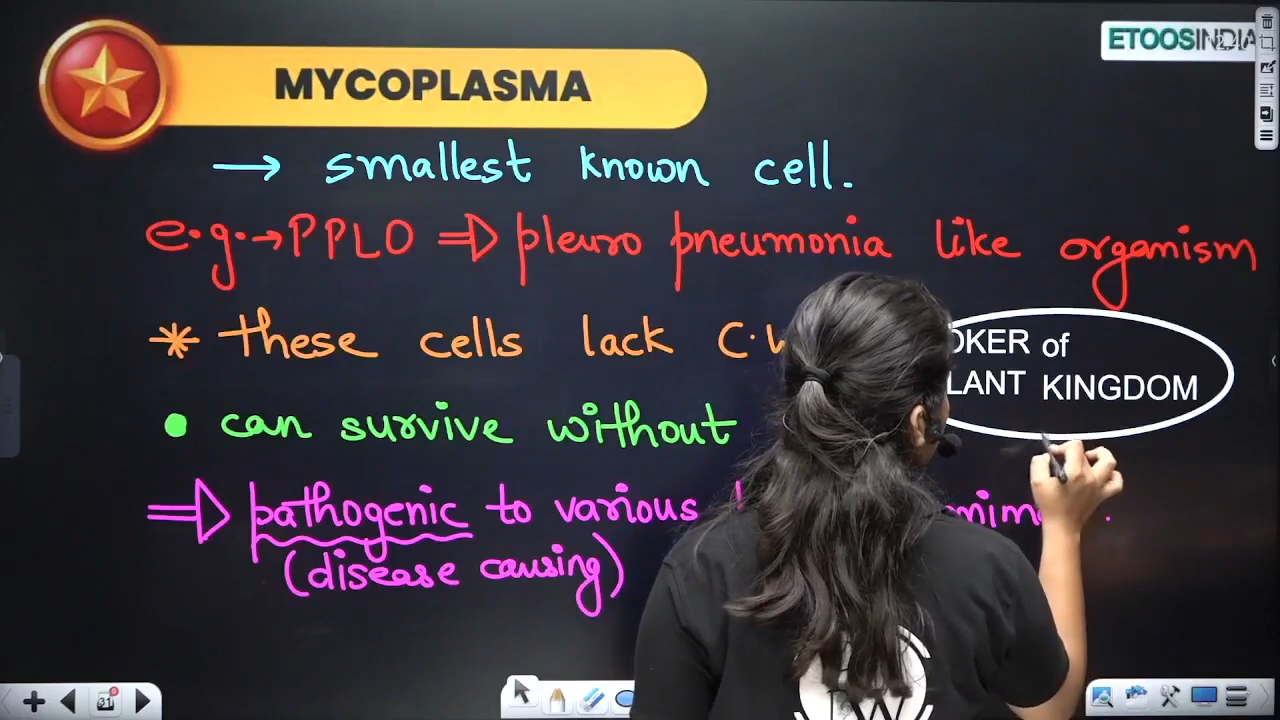 MYCOPLASMA
ETOOSINDIA
→ smallest known cell.
e.g.→ PPLO ⇒ pleuro pneumonia like organism
* these cells lack C.
OKER of
LANT KINGDOM
• can survive without
⇒ pathogenic to various
(disease causing)
31
W